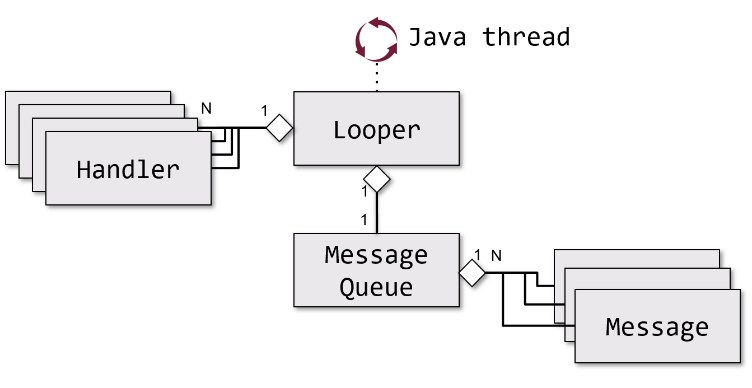 Java thread
N
1
Looper
Handler
1
1
Message
Queue
1 N
Message